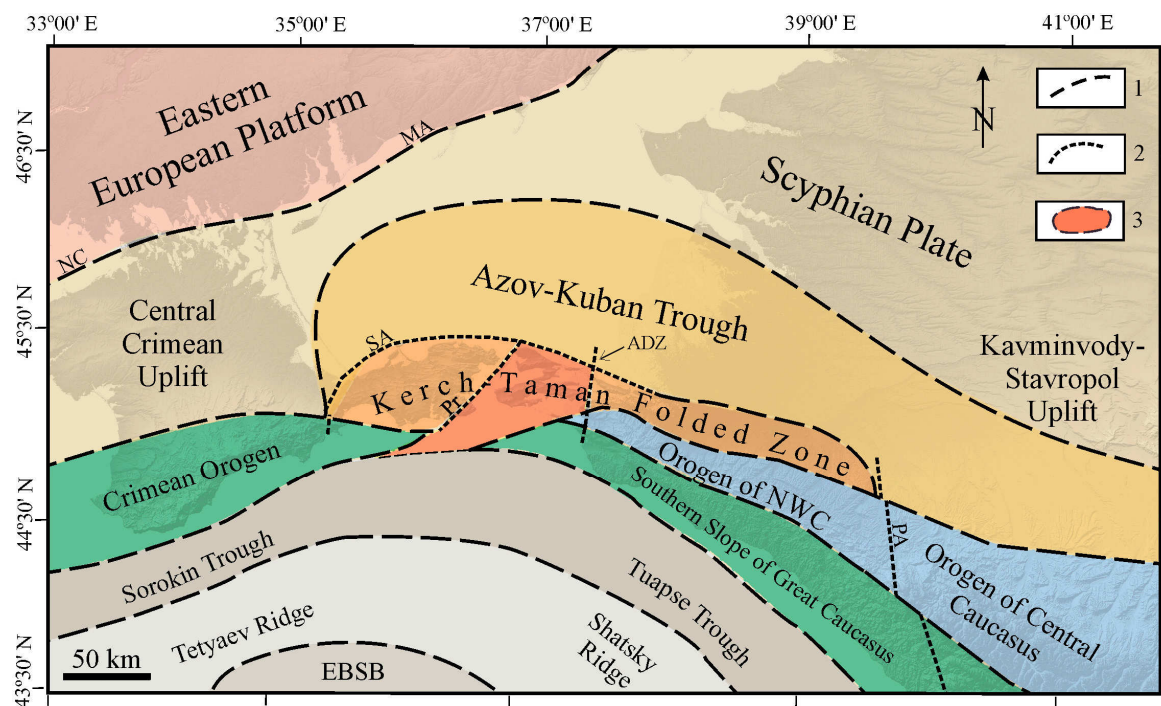 33°00' E
35°00' E
37°00' E
39°00' E
41°00' E
46°30' N
45°30' N
44°30' N
43°30' N
Eastern
European Platform
MA
NC
N
1
2
3
Scyphian Plate
Central
Crimean
Uplift
Azov-Kuban Trough
SA
ADZ
Kavminvody-
Stavropol
Uplift
Kerch
Pr.
Taman Folded Zone
Crimean Orogen
Orogen of NWC
PA
Southern Slope of Great Caucasus
Orogen of Central
Caucasus
Sorokin Trough
Tuapse Trough
Tetyaev Ridge
Shatsky
Ridge
EBSB
50 km